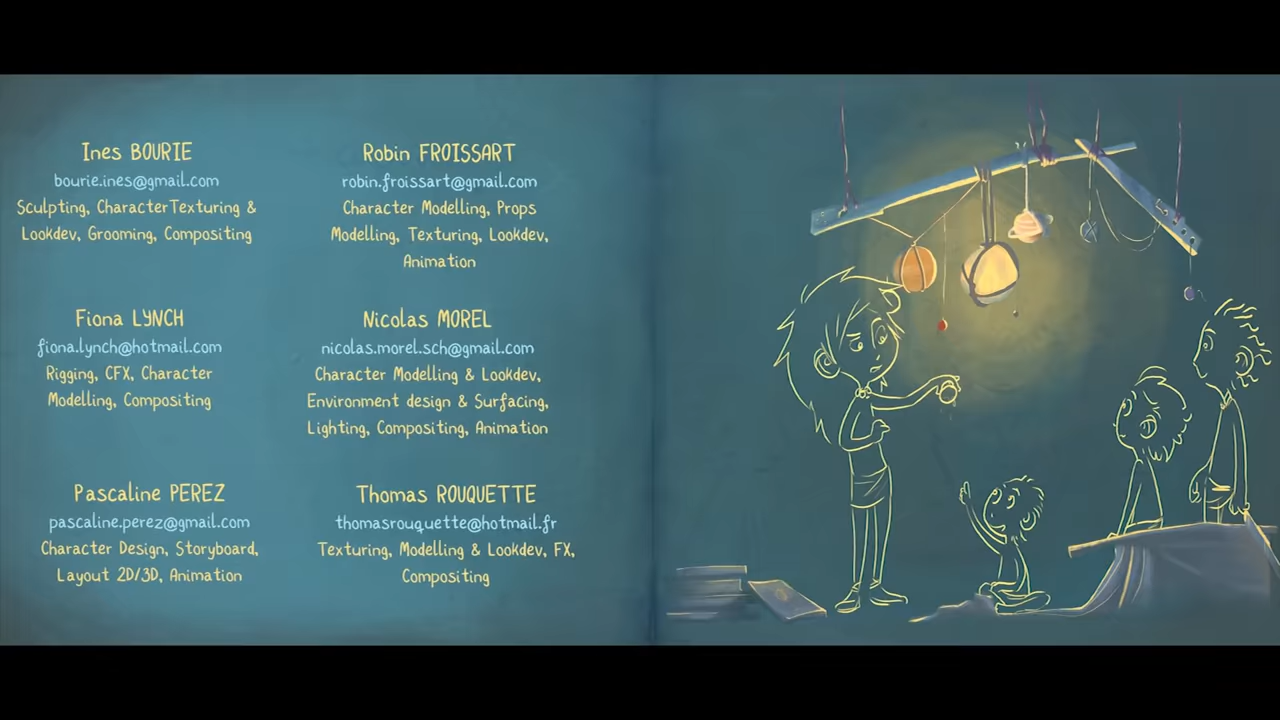 Ines BOURIE
bourie.ines@gmail.com
Sculpting, CharacterTexturing &
Lookdev, Grooming, Compositing
Robin FROISSART
robin.froissart@gmail.com
Character Modelling, Props
Modelling, Texturing, Lookdev,
Animation
Fiona LYNCH
fiona.lynch@hotmail.com
Rigging, CFX, Character
Modelling, Compositing
Nicolas MOREL
nicolas.morel.sch@gmail.com
Character Modelling & Lookdev,
Environment design & Surfacing,
Lighting, Compositing, Animation
Pascaline PEREZ
pascaline.perez@gmail.com
Character Design, Storyboard,
Layout 2D/3D, Animation
Thomas ROUQUETTE
thomasrouquette@hotmail.fr
Texturing, Modelling & Lookdev, FX,
Compositing